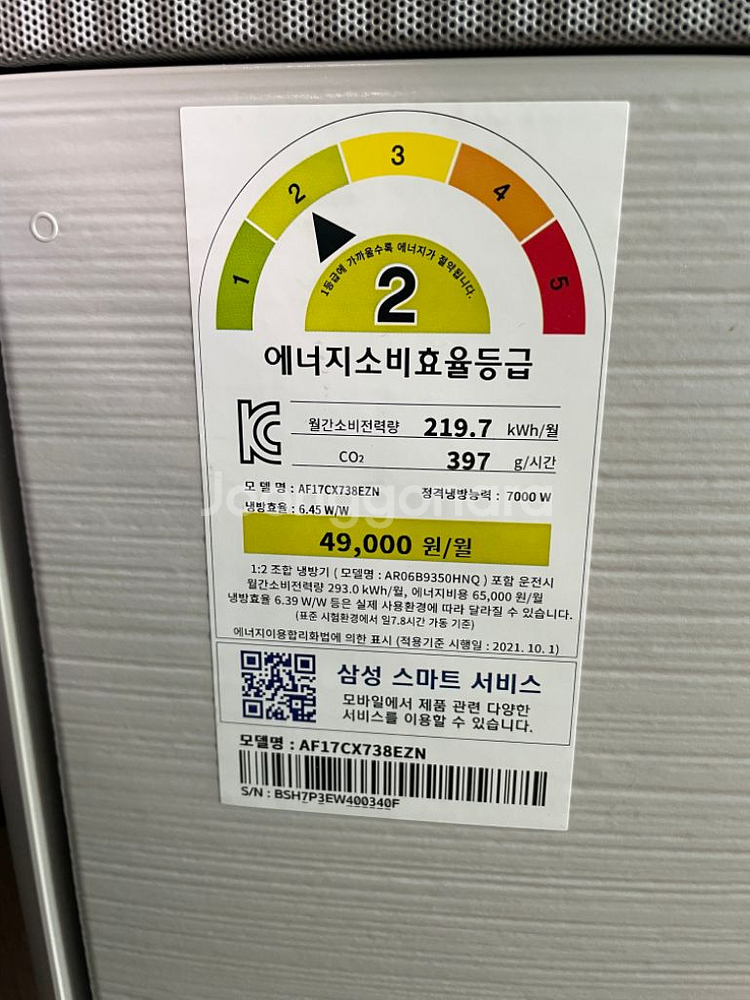 1
2
3
4
5
1등급에 가까울수록 에너지가 절약됩니다.
2
에너지소비효율등급
월간소비전력량 219.7 kWh/월
CO₂ 397 g/시간
모 델 명 : AF17CX738EZN 정격냉방능력 : 7000 W
냉방효율 : 6.45 W/W
Joonggonara
49,000 원/월
1:2 조합 냉방기 ( 모델명 : AR06B9350HNQ ) 포함 운전시
월간소비전력량 293.0 kWh/월, 에너지비용 65,000 원/월
냉방효율 6.39 W/W 등은 실제 사용환경에 따라 달라질 수 있습니다.
(표준 시험환경에서 일7.8시간 가동 기준)
에너지이용합리화법에 의한 표시 (적용기준 시행일 : 2021. 10. 1)
삼성 스마트 서비스
모바일에서 제품 관련 다양한
서비스를 이용할 수 있습니다.
모델명 : AF17CX738EZN
S/N : BSH7P3EW400340F